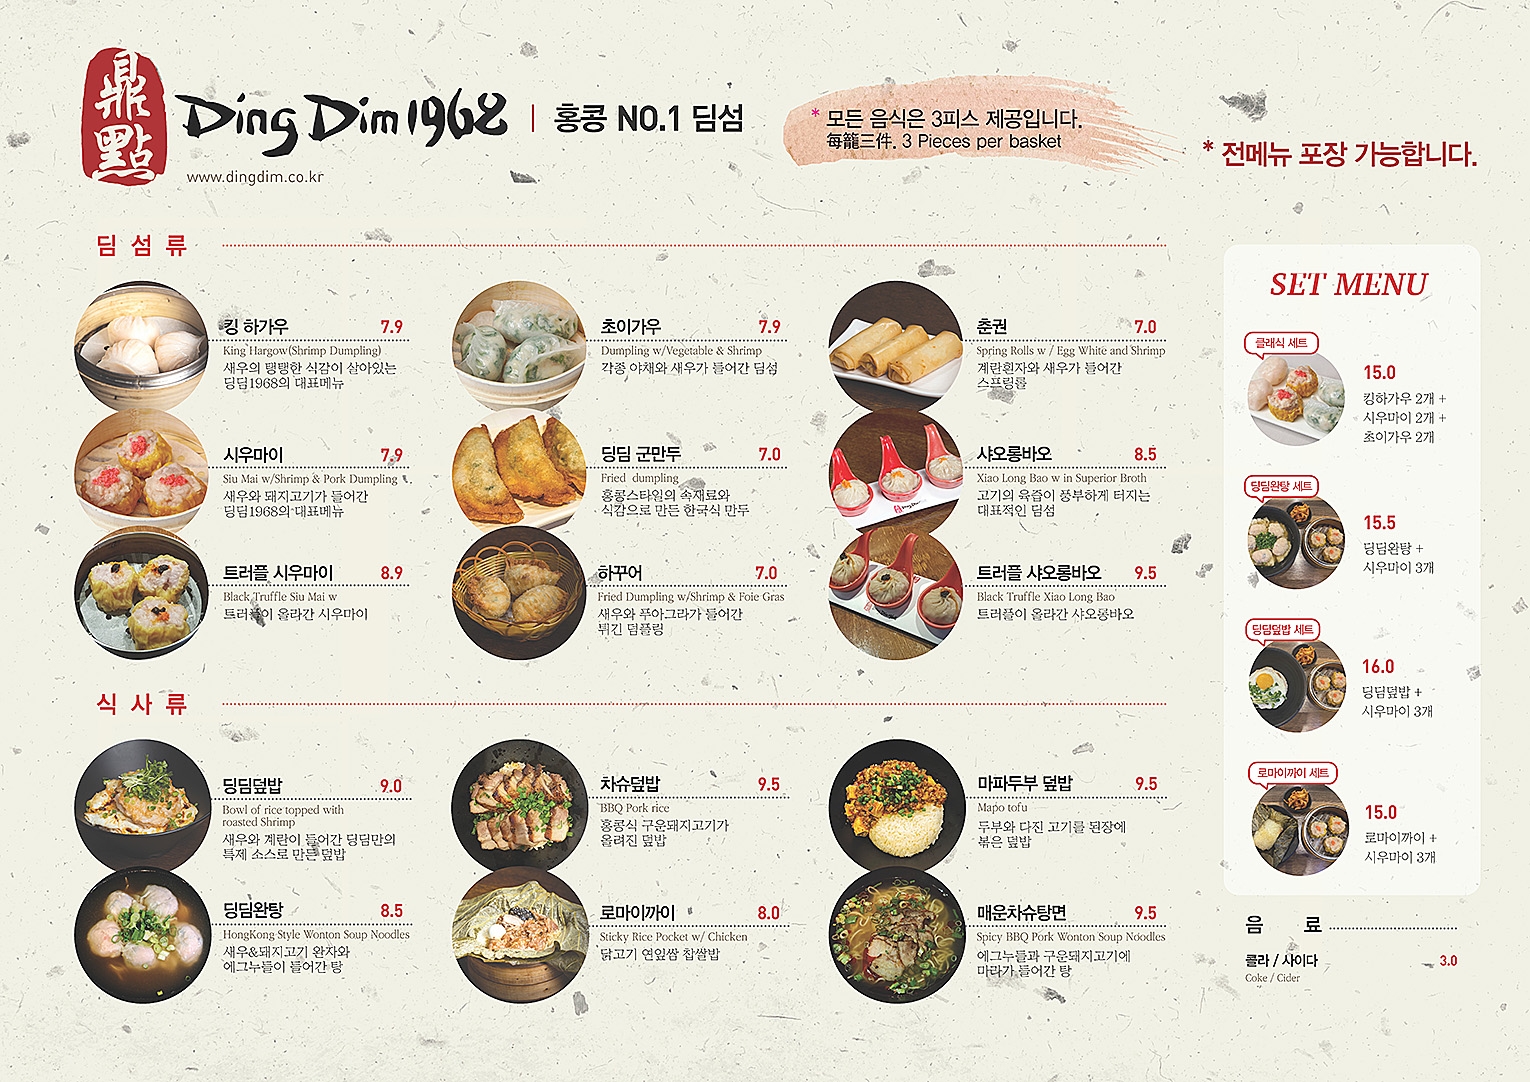 鼎點
Ding Dim 1968 | 홍콩 NO.1 딤섬
www.dingdim.co.kr
* 모든 음식은 3피스 제공입니다.
每籠三件. 3 Pieces per basket
* 전메뉴 포장 가능합니다.
딤섬류
킹 하가우 7.9
King Hargow(Shrimp Dumpling)
새우의 탱탱한 식감이 살아있는
딩딤1968의 대표메뉴
초이가우 7.9
Dumpling w/Vegetable & Shrimp
각종 야채와 새우가 들어간 딤섬
춘권 7.0
Spring Rolls w / Egg White and Shrimp
계란흰자와 새우가 들어간
스프링롤
시우마이 7.9
Siu Mai w/Shrimp & Pork Dumpling
새우와 돼지고기가 들어간
딩딤1968의 대표메뉴
딩딤 군만두 7.0
Fried dumpling
홍콩스타일의 속재료와
식감으로 만든 한국식 만두
샤오롱바오 8.5
Xiao Long Bao w in Superior Broth
고기의 육즙이 풍부하게 터지는
대표적인 딤섬
트러플 시우마이 8.9
Black Truffle Siu Mai w
트러플이 올라간 시우마이
하꾸어 7.0
Fried Dumpling w/Shrimp & Foie Gras
새우와 푸아그라가 들어간
튀긴 덤플링
트러플 샤오롱바오 9.5
Black Truffle Xiao Long Bao
트러플이 올라간 샤오롱바오
식사류
딩딤덮밥 9.0
Bowl of rice topped with
roasted Shrimp
새우와 계란이 들어간 딩딤만의
특제 소스로 만든 덮밥
차슈덮밥 9.5
BBQ Pork rice
홍콩식 구운돼지고기가
올려진 덮밥
마파두부 덮밥 9.5
Mapo tofu
두부와 다진 고기를 된장에
볶은 덮밥
딩딤완탕 8.5
HongKong Style Wonton Soup Noodles
새우&돼지고기 완자와
에그누들이 들어간 탕
로마이까이 8.0
Sticky Rice Pocket w/ Chicken
닭고기 연잎쌈 찹쌀밥
매운차슈탕면 9.5
Spicy BBQ Pork Wonton Soup Noodles
에그누들과 구운돼지고기에
마라가 들어간 탕
SET MENU
클래식 세트
15.0
킹하가우 2개 +
시우마이 2개 +
초이가우 2개
딩딤완탕 세트
15.5
딩딤완탕 +
시우마이 3개
딩딤덮밥 세트
16.0
딩딤덮밥 +
시우마이 3개
로마이까이 세트
15.0
로마이까이 +
시우마이 3개
음 료
콜라 / 사이다 3.0
Coke / Cider